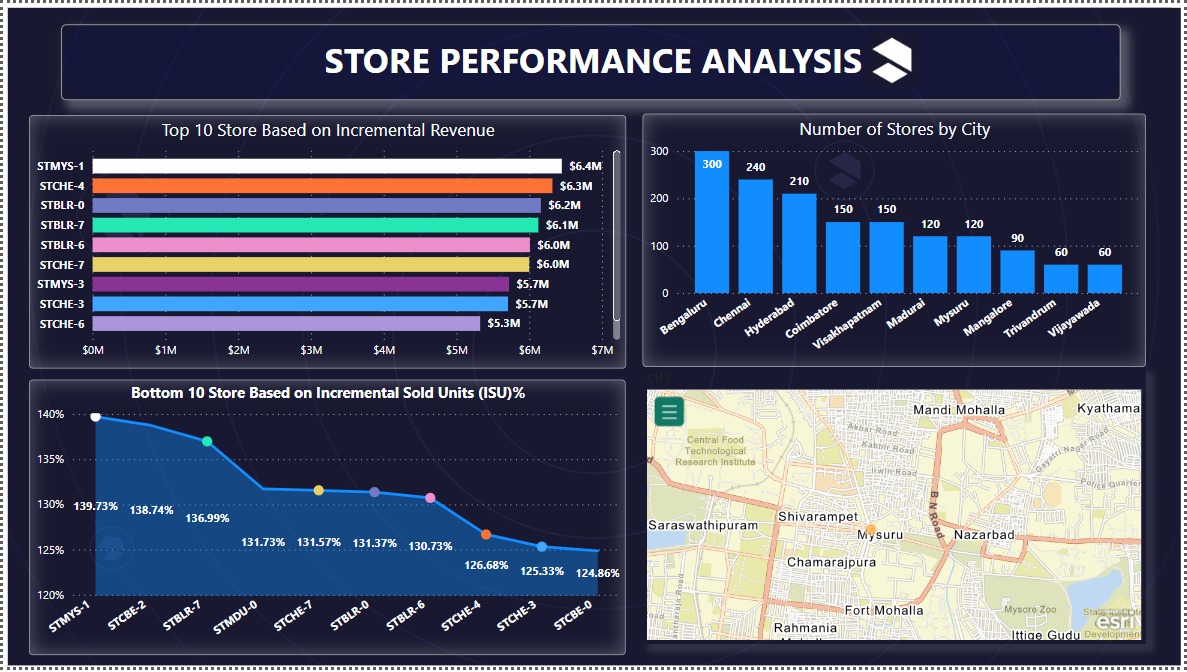 STORE PERFORMANCE ANALYSIS
Top 10 Store Based on Incremental Revenue
STMYS-1 $6.4M
STCHE-4 $6.3M
STBLR-0 $6.2M
STBLR-7 $6.1M
STBLR-6 $6.0M
STCHE-7 $6.0M
STMYS-3 $5.7M
STCHE-3 $5.7M
STCHE-6 $5.3M
$0M $1M $2M $3M $4M $5M $6M $7M
Number of Stores by City
300
200
100
0
300 240 210 150 150 120 120 90 60 60
Bengaluru Chennai Hyderabad Coimbatore Visakhapatnam Madurai Mysuru Mangalore Trivandrum Vijayawada
Bottom 10 Store Based on Incremental Sold Units (ISU)%
140%
135%
130%
125%
120%
139.73% 138.74% 136.99% 131.73% 131.57% 131.37% 130.73% 126.68% 125.33% 124.86%
STMYS-1 STCBE-2 STBLR-7 STMDU-0 STCHE-7 STBLR-0 STBLR-6 STCHE-4 STCHE-3 STCBE-0
city
Mandi Mohalla
Kyathama
Akbar Road
Kabir Road
Central Food
Technological
Research Institute
Irwin Road
Gayatri Nagar Road
Police Quarter
B N Road
Saraswathipuram
Shivarampet
Mysuru
Nazarbad
Chamarajpura
Fort Mohalla
Mysore Zoo
esri
Rahmania
Ittige Gudu
Development